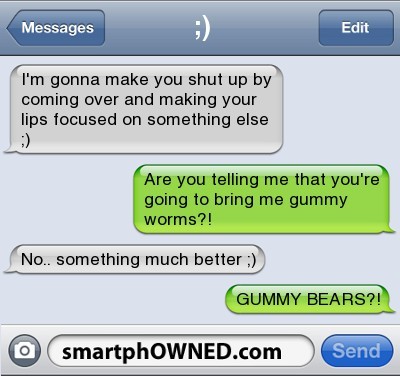 Messages
;)
Edit
I'm gonna make you shut up by
coming over and making your
lips focused on something else
;)
Are you telling me that you're
going to bring me gummy
worms?!
No.. something much better ;)
GUMMY BEARS?!
smartphOWNED.com
Send